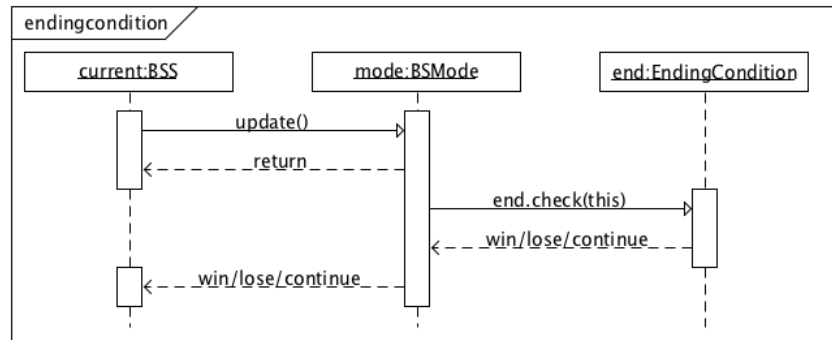 endingcondition
current:BSS
mode:BSMode
end:EndingCondition
update()
return
end.check(this)
win/lose/continue
win/lose/continue